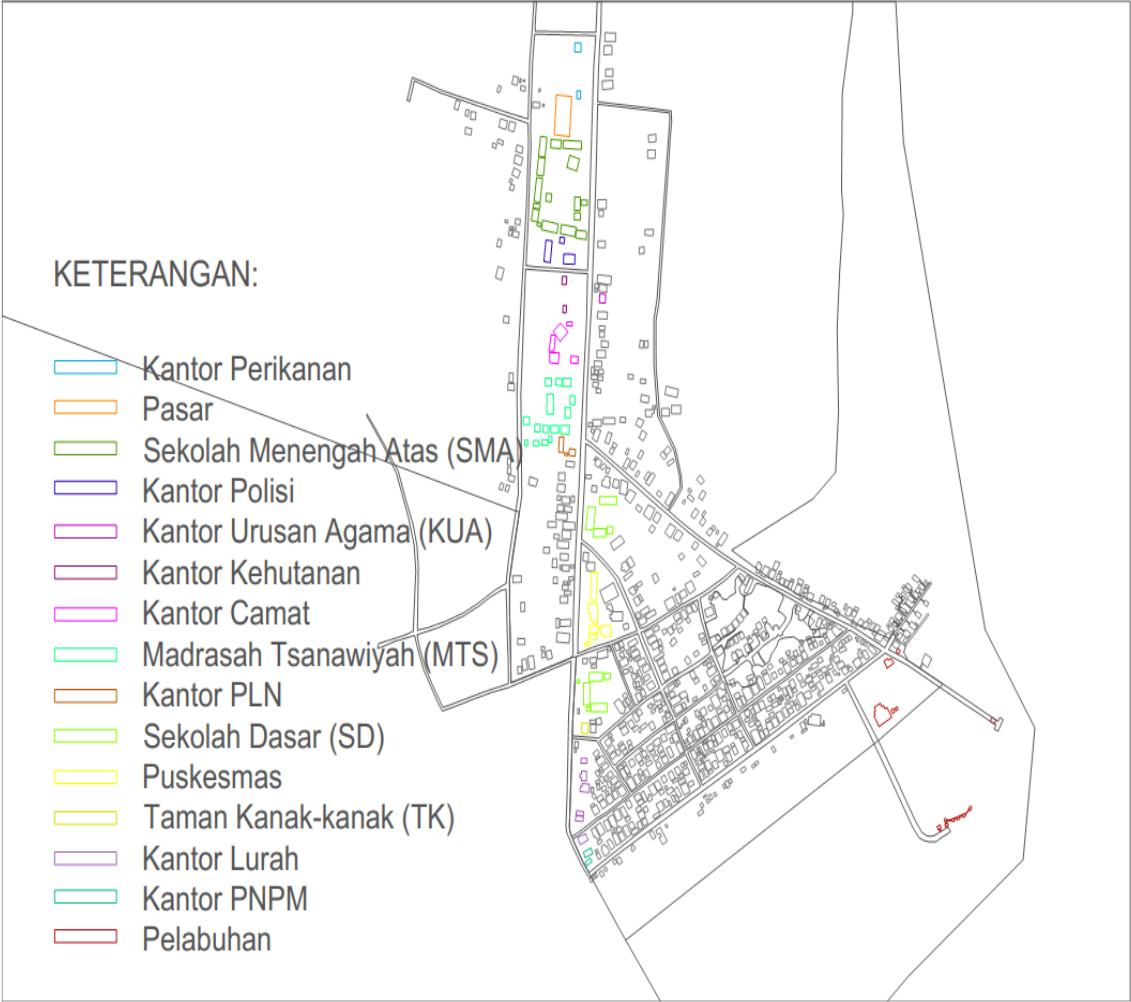 KETERANGAN:
Kantor Perikanan
Pasar
Sekolah Menengah Atas (SMA)
Kantor Polisi
Kantor Urusan Agama (KUA)
Kantor Kehutanan
Kantor Camat
Madrasah Tsanawiyah (MTS)
Kantor PLN
Sekolah Dasar (SD)
Puskesmas
Taman Kanak-kanak (TK)
Kantor Lurah
Kantor PNPM
Pelabuhan